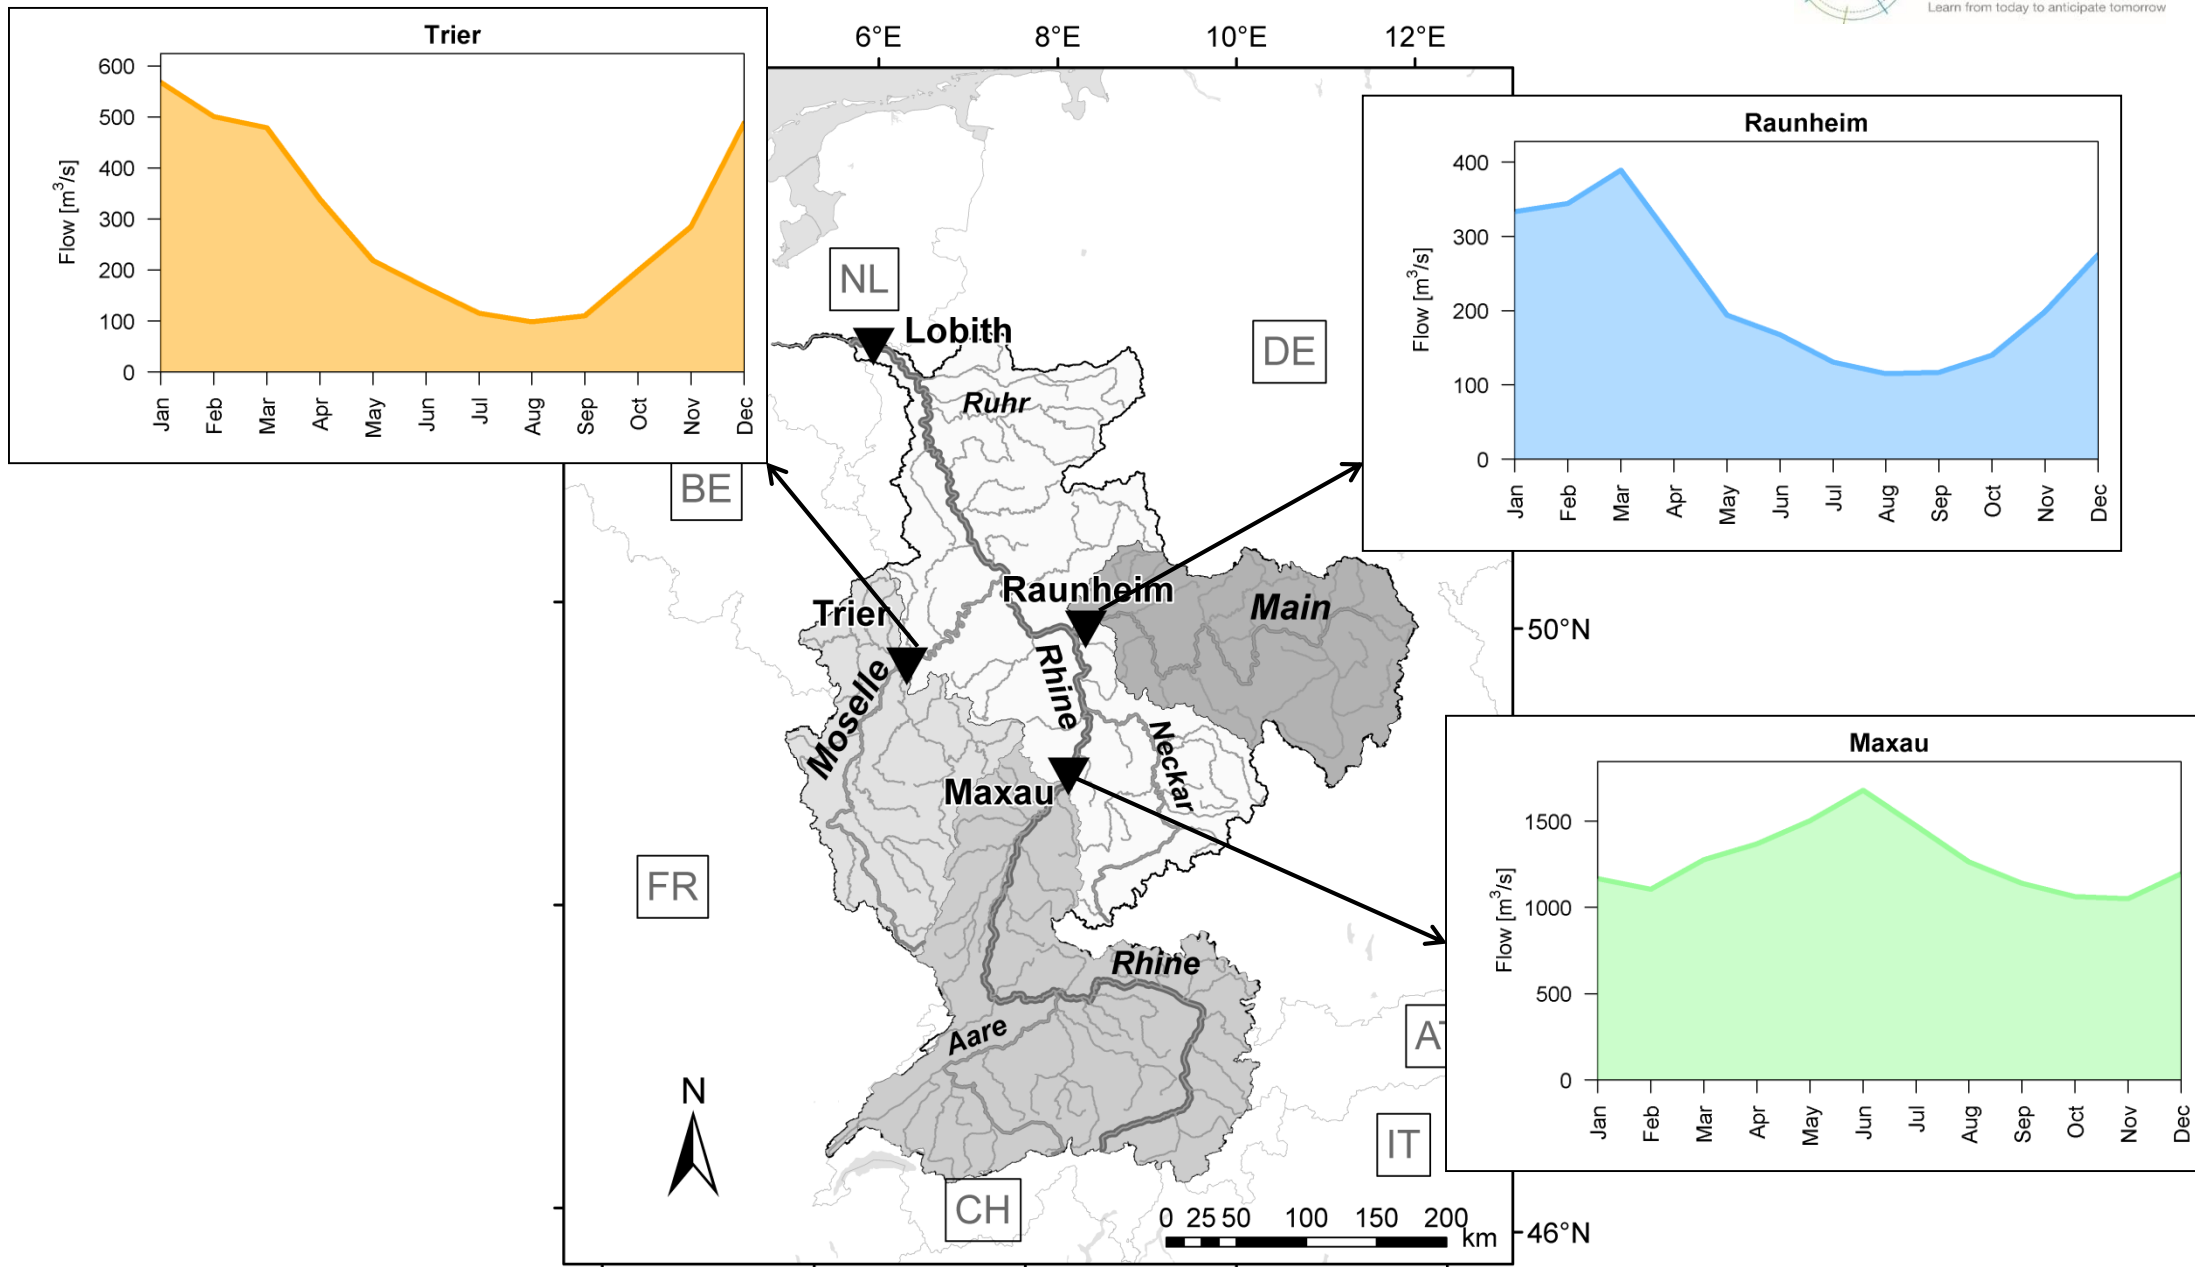 Learn from today to anticipate tomorrow
Trier
Flow [m³/s]
600
500
400
300
200
100
0
Jan Feb Mar Apr May Jun Jul Aug Sep Oct Nov Dec
6°E 8°E 10°E 12°E
Raunheim
Flow [m³/s]
400
300
200
100
0
Jan Feb Mar Apr May Jun Jul Aug Sep Oct Nov Dec
NL
Lobith
DE
Ruhr
BE
Raunheim
Trier
Main
50°N
Rhine
Moselle
Neckar
Maxau
FR
Maxau
Flow [m³/s]
1500
1000
500
0
Jan Feb Mar Apr May Jun Jul Aug Sep Oct Nov Dec
Rhine
Aare
N
IT
CH
0 25 50 100 150 200
km
46°N